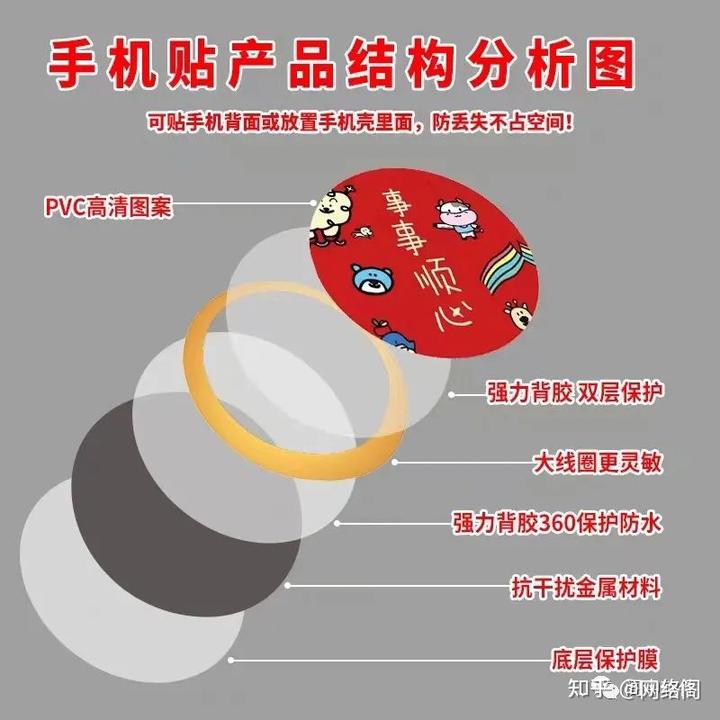 手机贴产品结构分析图
可贴手机背面或放置手机壳里面，防丢失不占空间！
PVC高清图案
事事顺心
强力背胶 双层保护
大线圈更灵敏
强力背胶360保护防水
抗干扰金属材料
底层保护膜
知乎 @网络阁